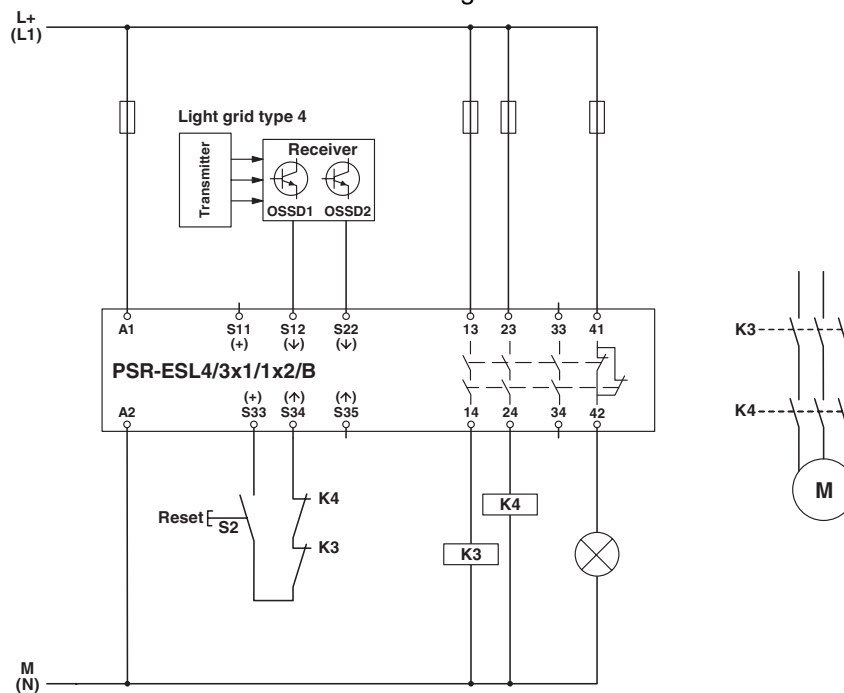 L+
(L1)
Light grid type 4
Transmitter
Receiver
OSSD1 OSSD2
A1 S11 S12 S22 13 23 33 41
(+) (↓) (↓)
PSR-ESL4/3x1/1x2/B
(+) (↑) (↑)
A2 S33 S34 S35 14 24 34 42
K3
K4
M
Reset S2
K4
K3
K4
K3
M
(N)